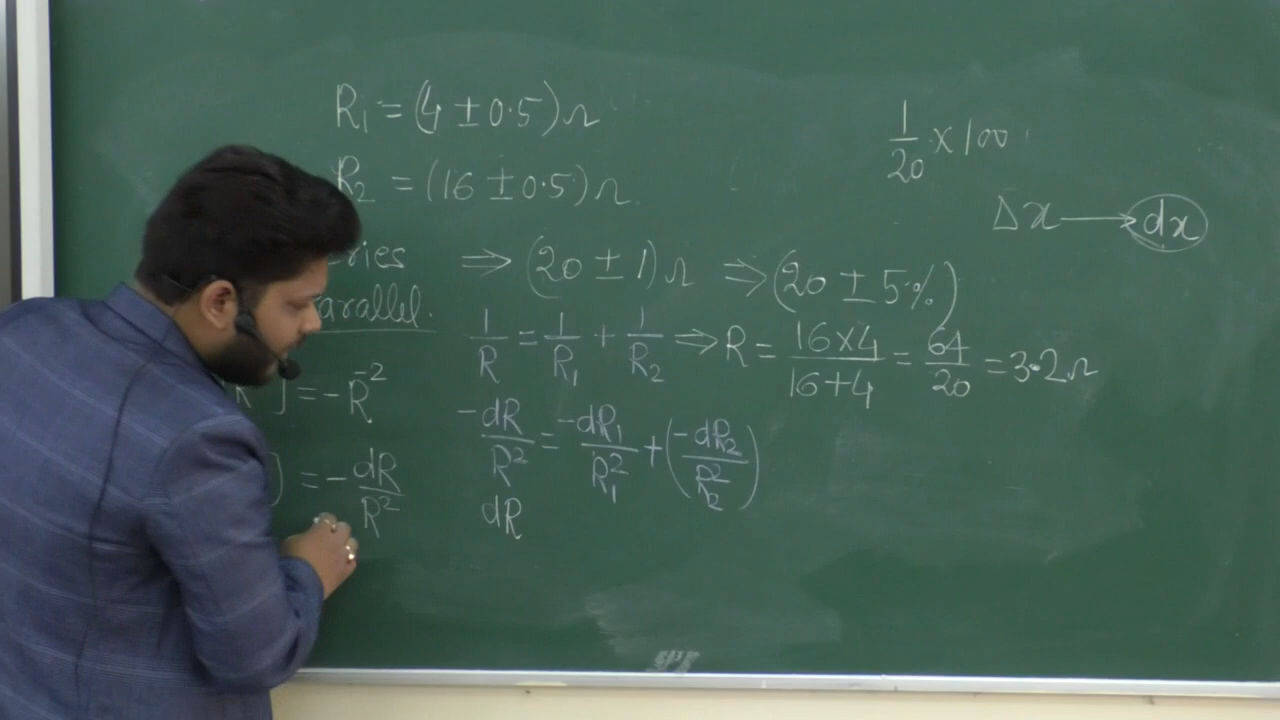 R₁ = (4 ± 0.5)Ω
R₂ = (16 ± 0.5)Ω
1/20 × 100
Δx → dx
ries ⇒ (20 ± 1)Ω ⇒ (20 ± 5%)
arallel.
1/R = 1/R₁ + 1/R₂ ⇒ R = 16×4/16+4 = 64/20 = 3.2Ω
] = -R⁻²
-dR/R² = -dR₁/R₁² + (-dR₂/R₂²)
] = -dR/R²
dR